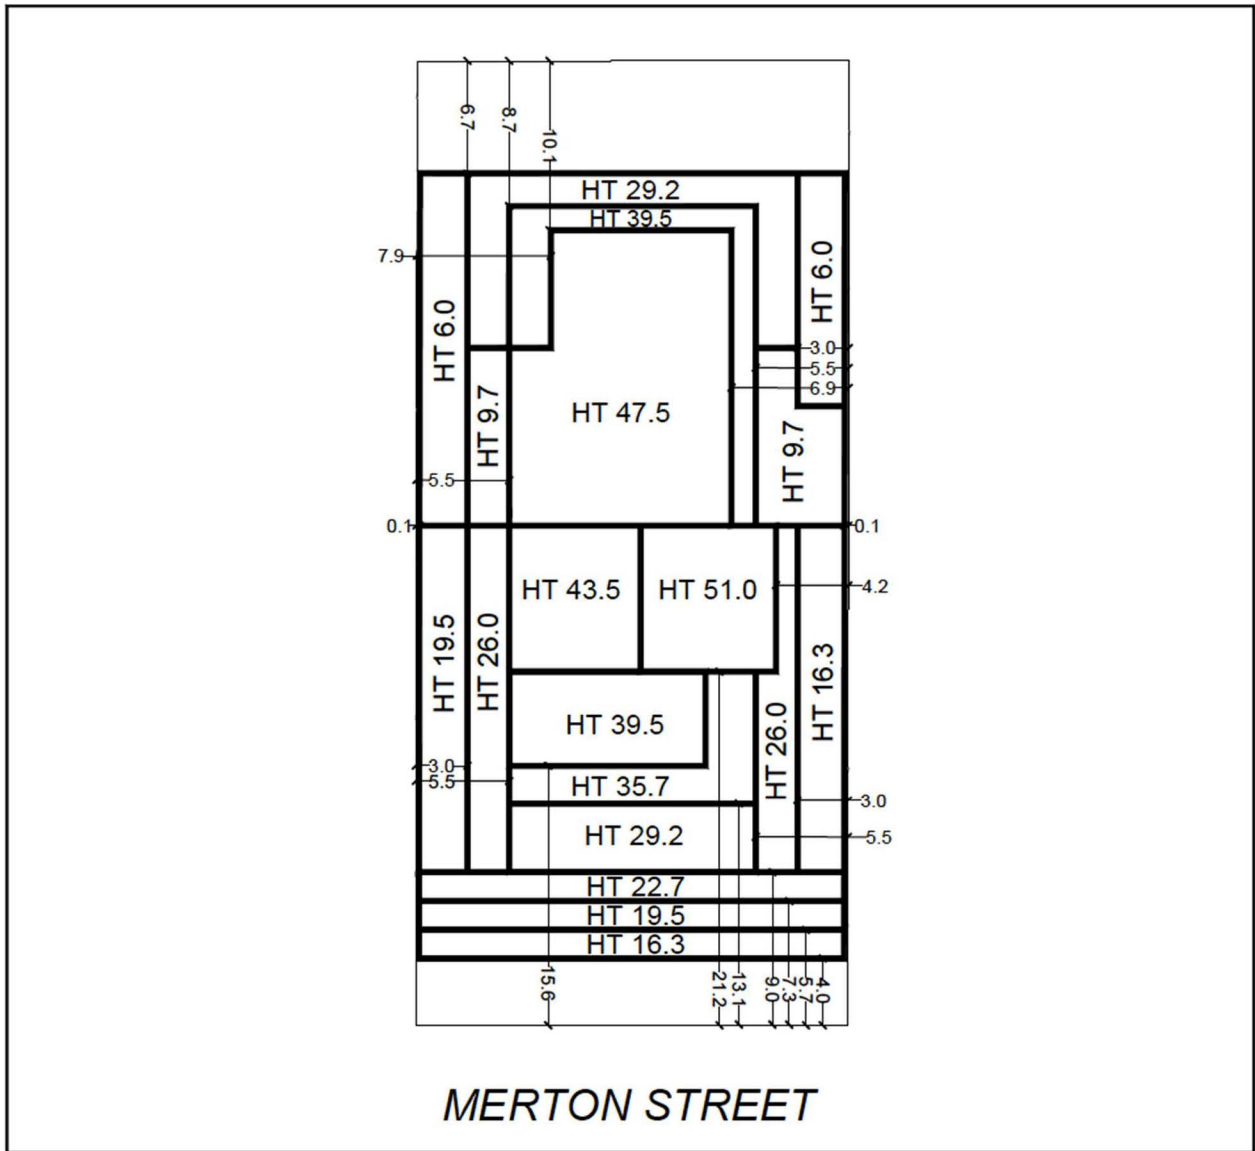 6.7
8.7
10.1
HT 29.2
HT 39.5
7.9
HT 6.0
HT 6.0
3.0
5.5
6.9
HT 47.5
HT 9.7
HT 9.7
5.5
0.1
0.1
HT 43.5
HT 51.0
4.2
HT 19.5
HT 26.0
HT 16.3
HT 39.5
HT 26.0
3.0
5.5
HT 35.7
3.0
HT 29.2
5.5
HT 22.7
HT 19.5
HT 16.3
15.6
21.2
13.1
9.0
7.3
5.7
4.0
MERTON STREET